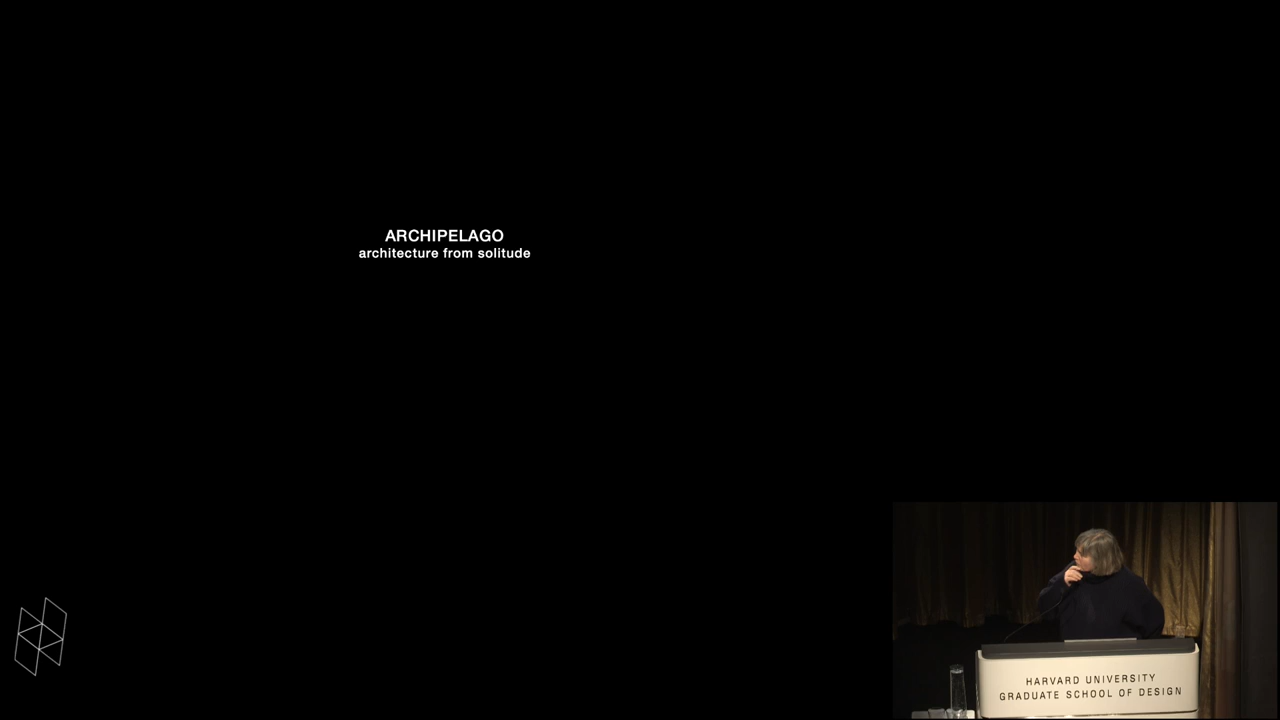 ARCHIPELAGO
architecture from solitude
HARVARD UNIVERSITY
GRADUATE SCHOOL OF DESIGN